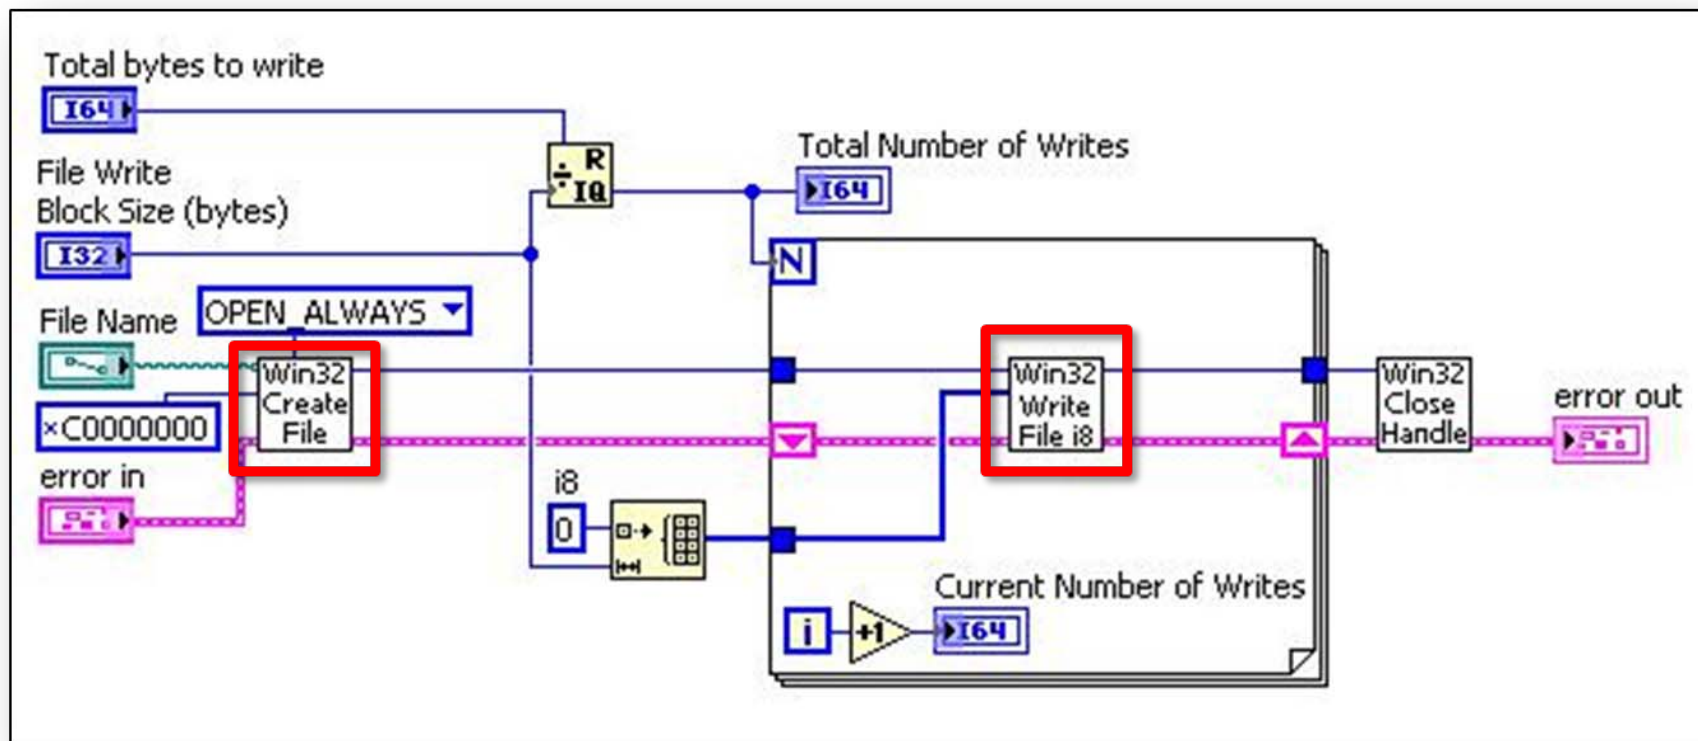 Total bytes to write
I64
File Write
Block Size (bytes)
I32
R
IQ
Total Number of Writes
I64
N
OPEN_ALWAYS
File Name
×C0000000
Win32
Create
File
error in
Win32
Write
File i8
Win32
Close
Handle
error out
i8
0
Current Number of Writes
i
+1
I64